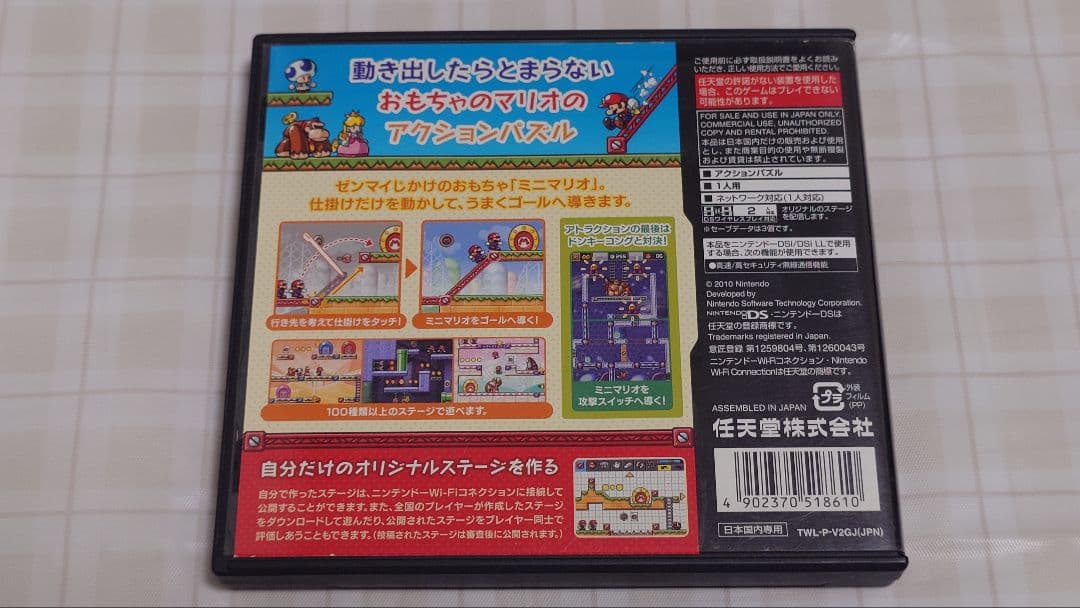 動き出したらとまらない
おもちゃのマリオの
アクションパズル
ゼンマイじかけのおもちゃ「ミニマリオ」。
仕掛けだけを動かして、うまくゴールへ導きます。
行き先を考えて仕掛けをタッチ!
ミニマリオをゴールへ導く!
100種類以上のステージで遊べます。
アトラクションの最後は
ドンキーコングと対決!
ミニマリオを
攻撃スイッチへ導く!
自分だけのオリジナルステージを作る
自分で作ったステージは、ニンテンドーWi-Fiコネクションに接続して
公開することができます。また、全国のプレイヤーが作成したステージ
をダウンロードして遊んだり、公開されたステージをプレイヤー同士で
評価しあうこともできます。(投稿されたステージは審査後に公開されます。)
ご使用前に必ず取扱説明書をよくお読み
いただき、正しい使用方法でご愛用ください。
任天堂の許諾がない装置を使用した
場合、このゲームはプレイできない
可能性があります。
FOR SALE AND USE IN JAPAN ONLY.
COMMERCIAL USE, UNAUTHORIZED
COPY AND RENTAL PROHIBITED.
本品は日本国内だけの販売および使用
とし、また商業目的の使用や無断複製
および賃貸は禁止されています。
■ アクションパズル
■ 1人用
■ ネットワーク対応(1人対応)
2
DSワイヤレスプレイ対応
オリジナルのステージ
を配信します。
※セーブデータは3個です。
本品をニンテンドーDSi/DSi LLで使用
する場合、次の機能が使用できます。
●高速/高セキュリティ無線通信機能
© 2010 Nintendo
Developed by
Nintendo Software Technology Corporation.
NINTENDO DS・ニンテンドーDSは
任天堂の登録商標です。
Trademarks registered in Japan.
意匠登録 第1259804号、第1260043号
ニンテンドーWi-Fiコネクション・Nintendo
Wi-Fi Connectionは任天堂の商標です。
ASSEMBLED IN JAPAN
プラ
外装
フィルム
(PP)
任天堂株式会社
4 902370 518610
日本国内専用
TWL-P-V2GJ(JPN)